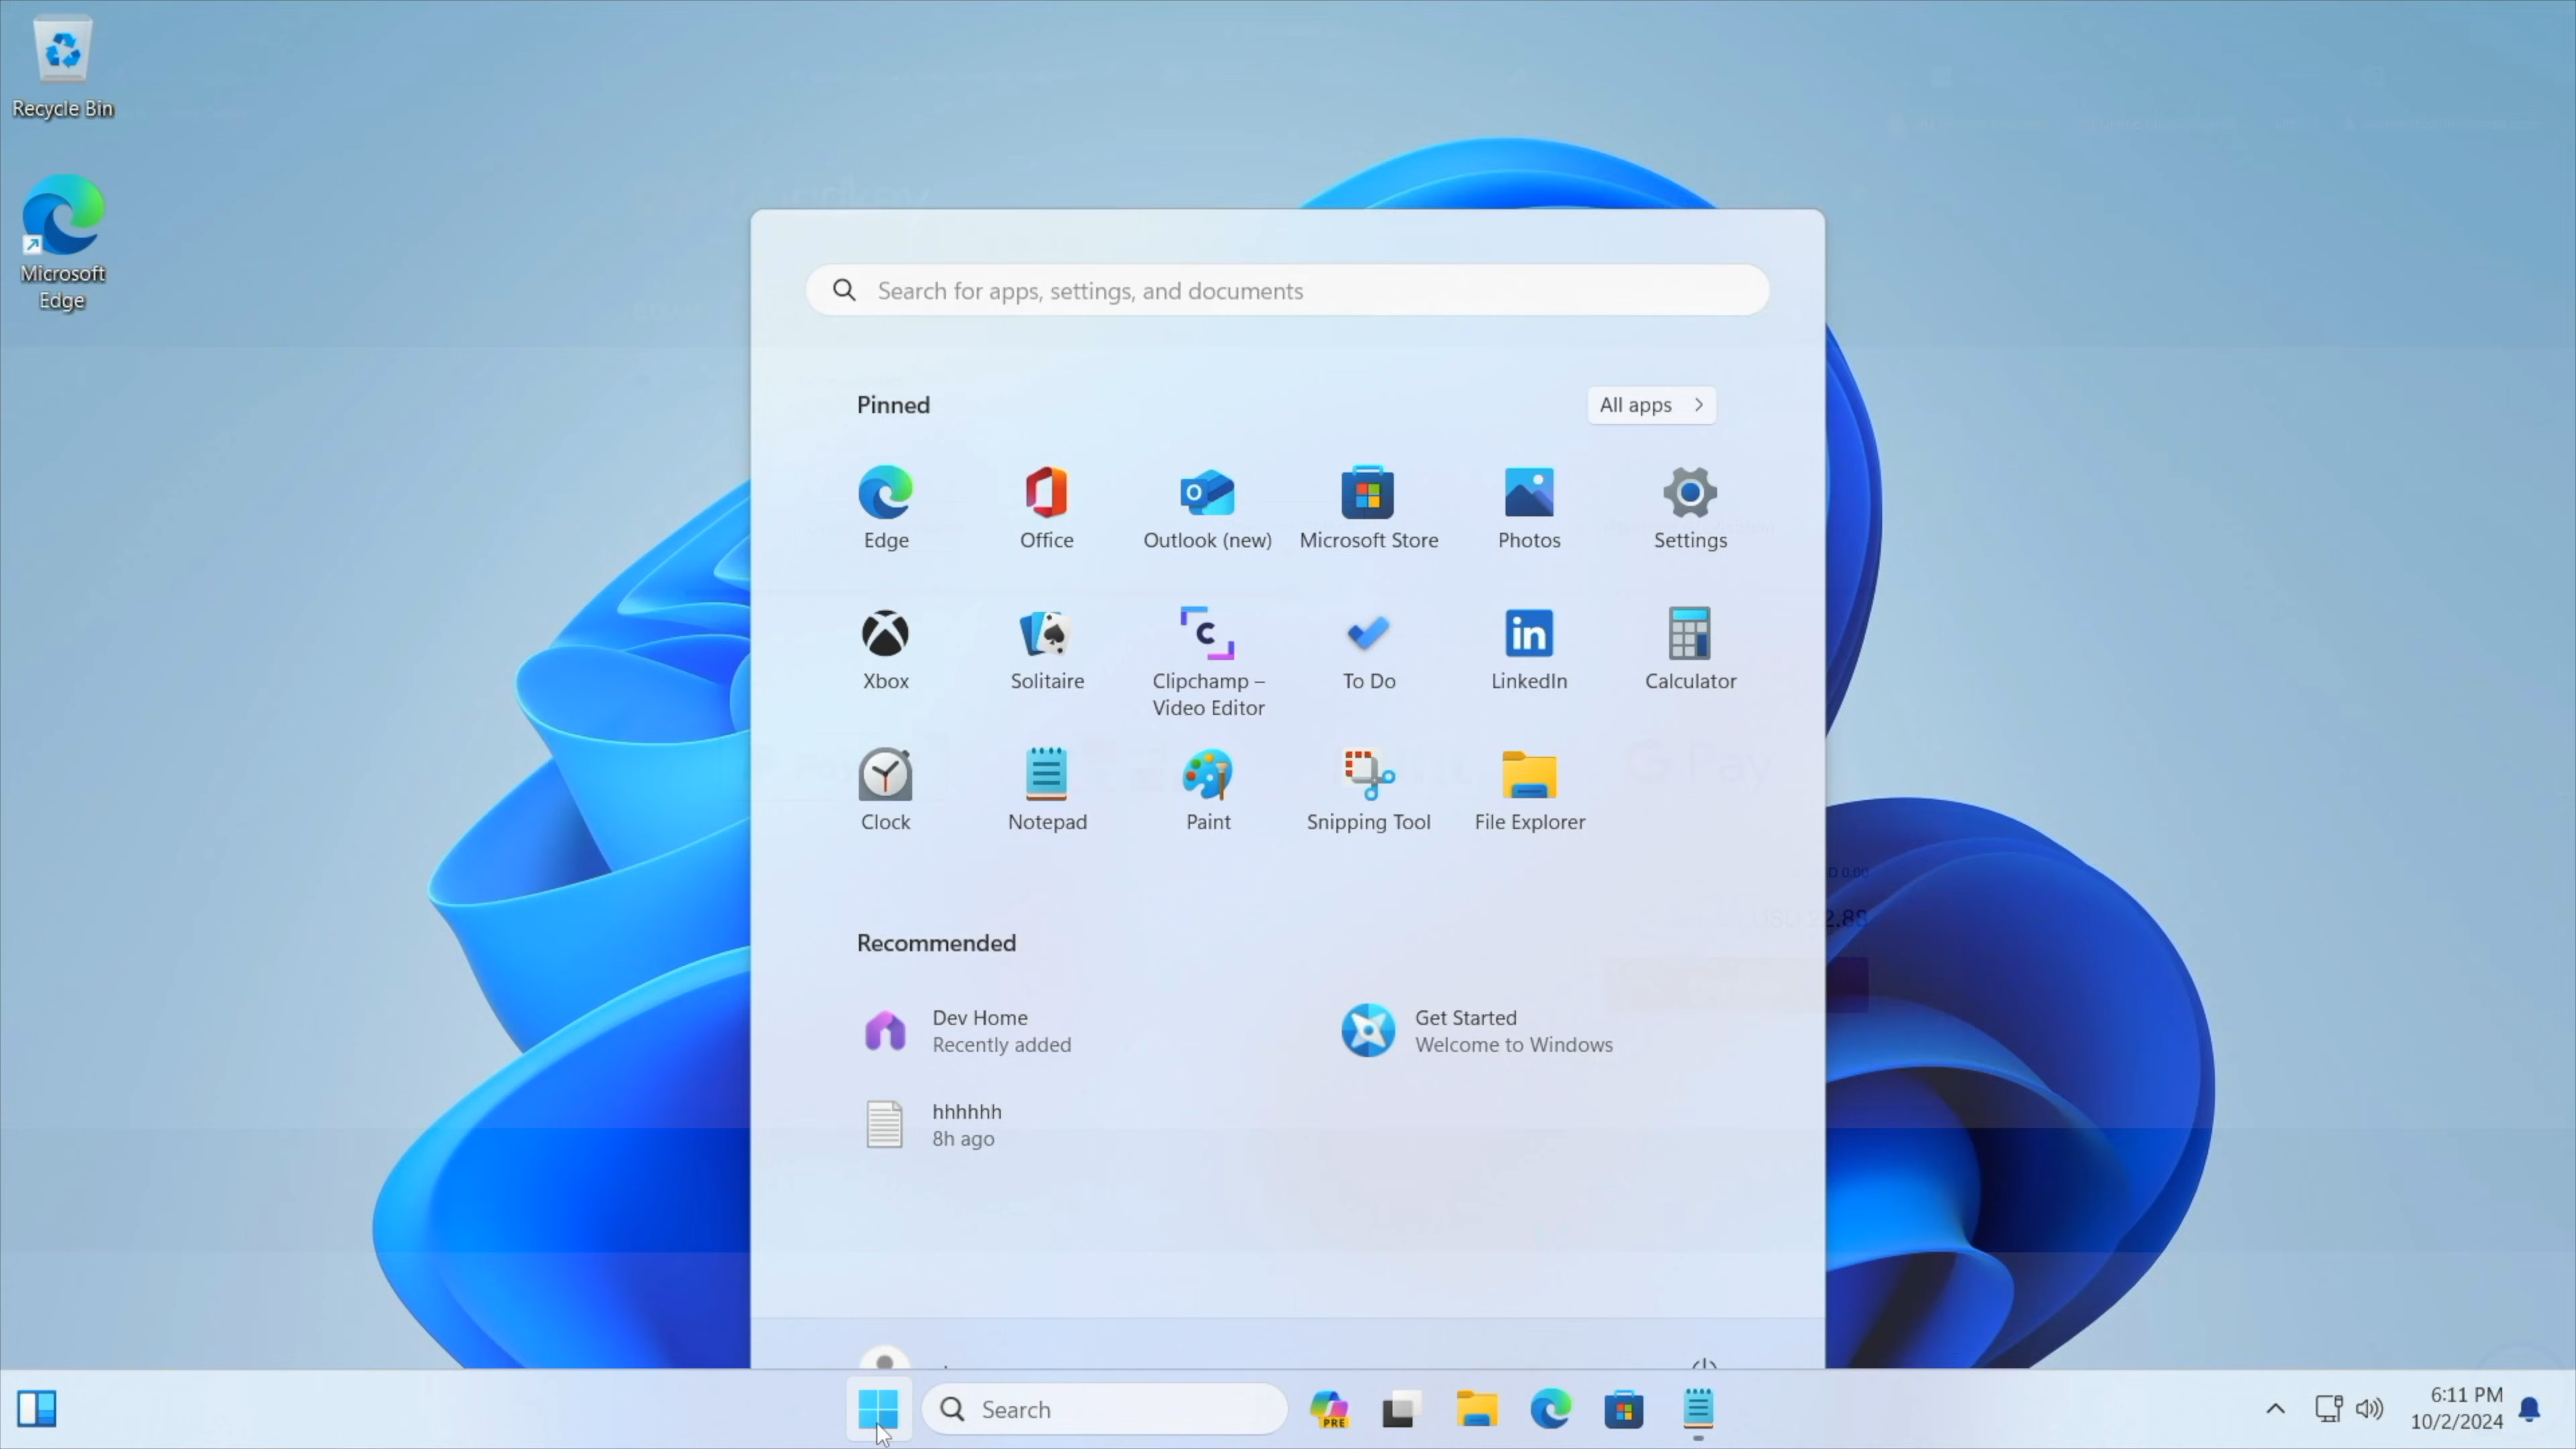 Recycle Bin
Microsoft
Edge
Search for apps, settings, and documents
Pinned
All apps
Edge
Office
Outlook (new)
Microsoft Store
Photos
Settings
Xbox
Solitaire
Clipchamp –
Video Editor
To Do
LinkedIn
Calculator
Clock
Notepad
Paint
Snipping Tool
File Explorer
Pay
Recommended
Dev Home
Recently added
Get Started
Welcome to Windows
hhhhhh
8h ago
Search
PRE
6:11 PM
10/2/2024